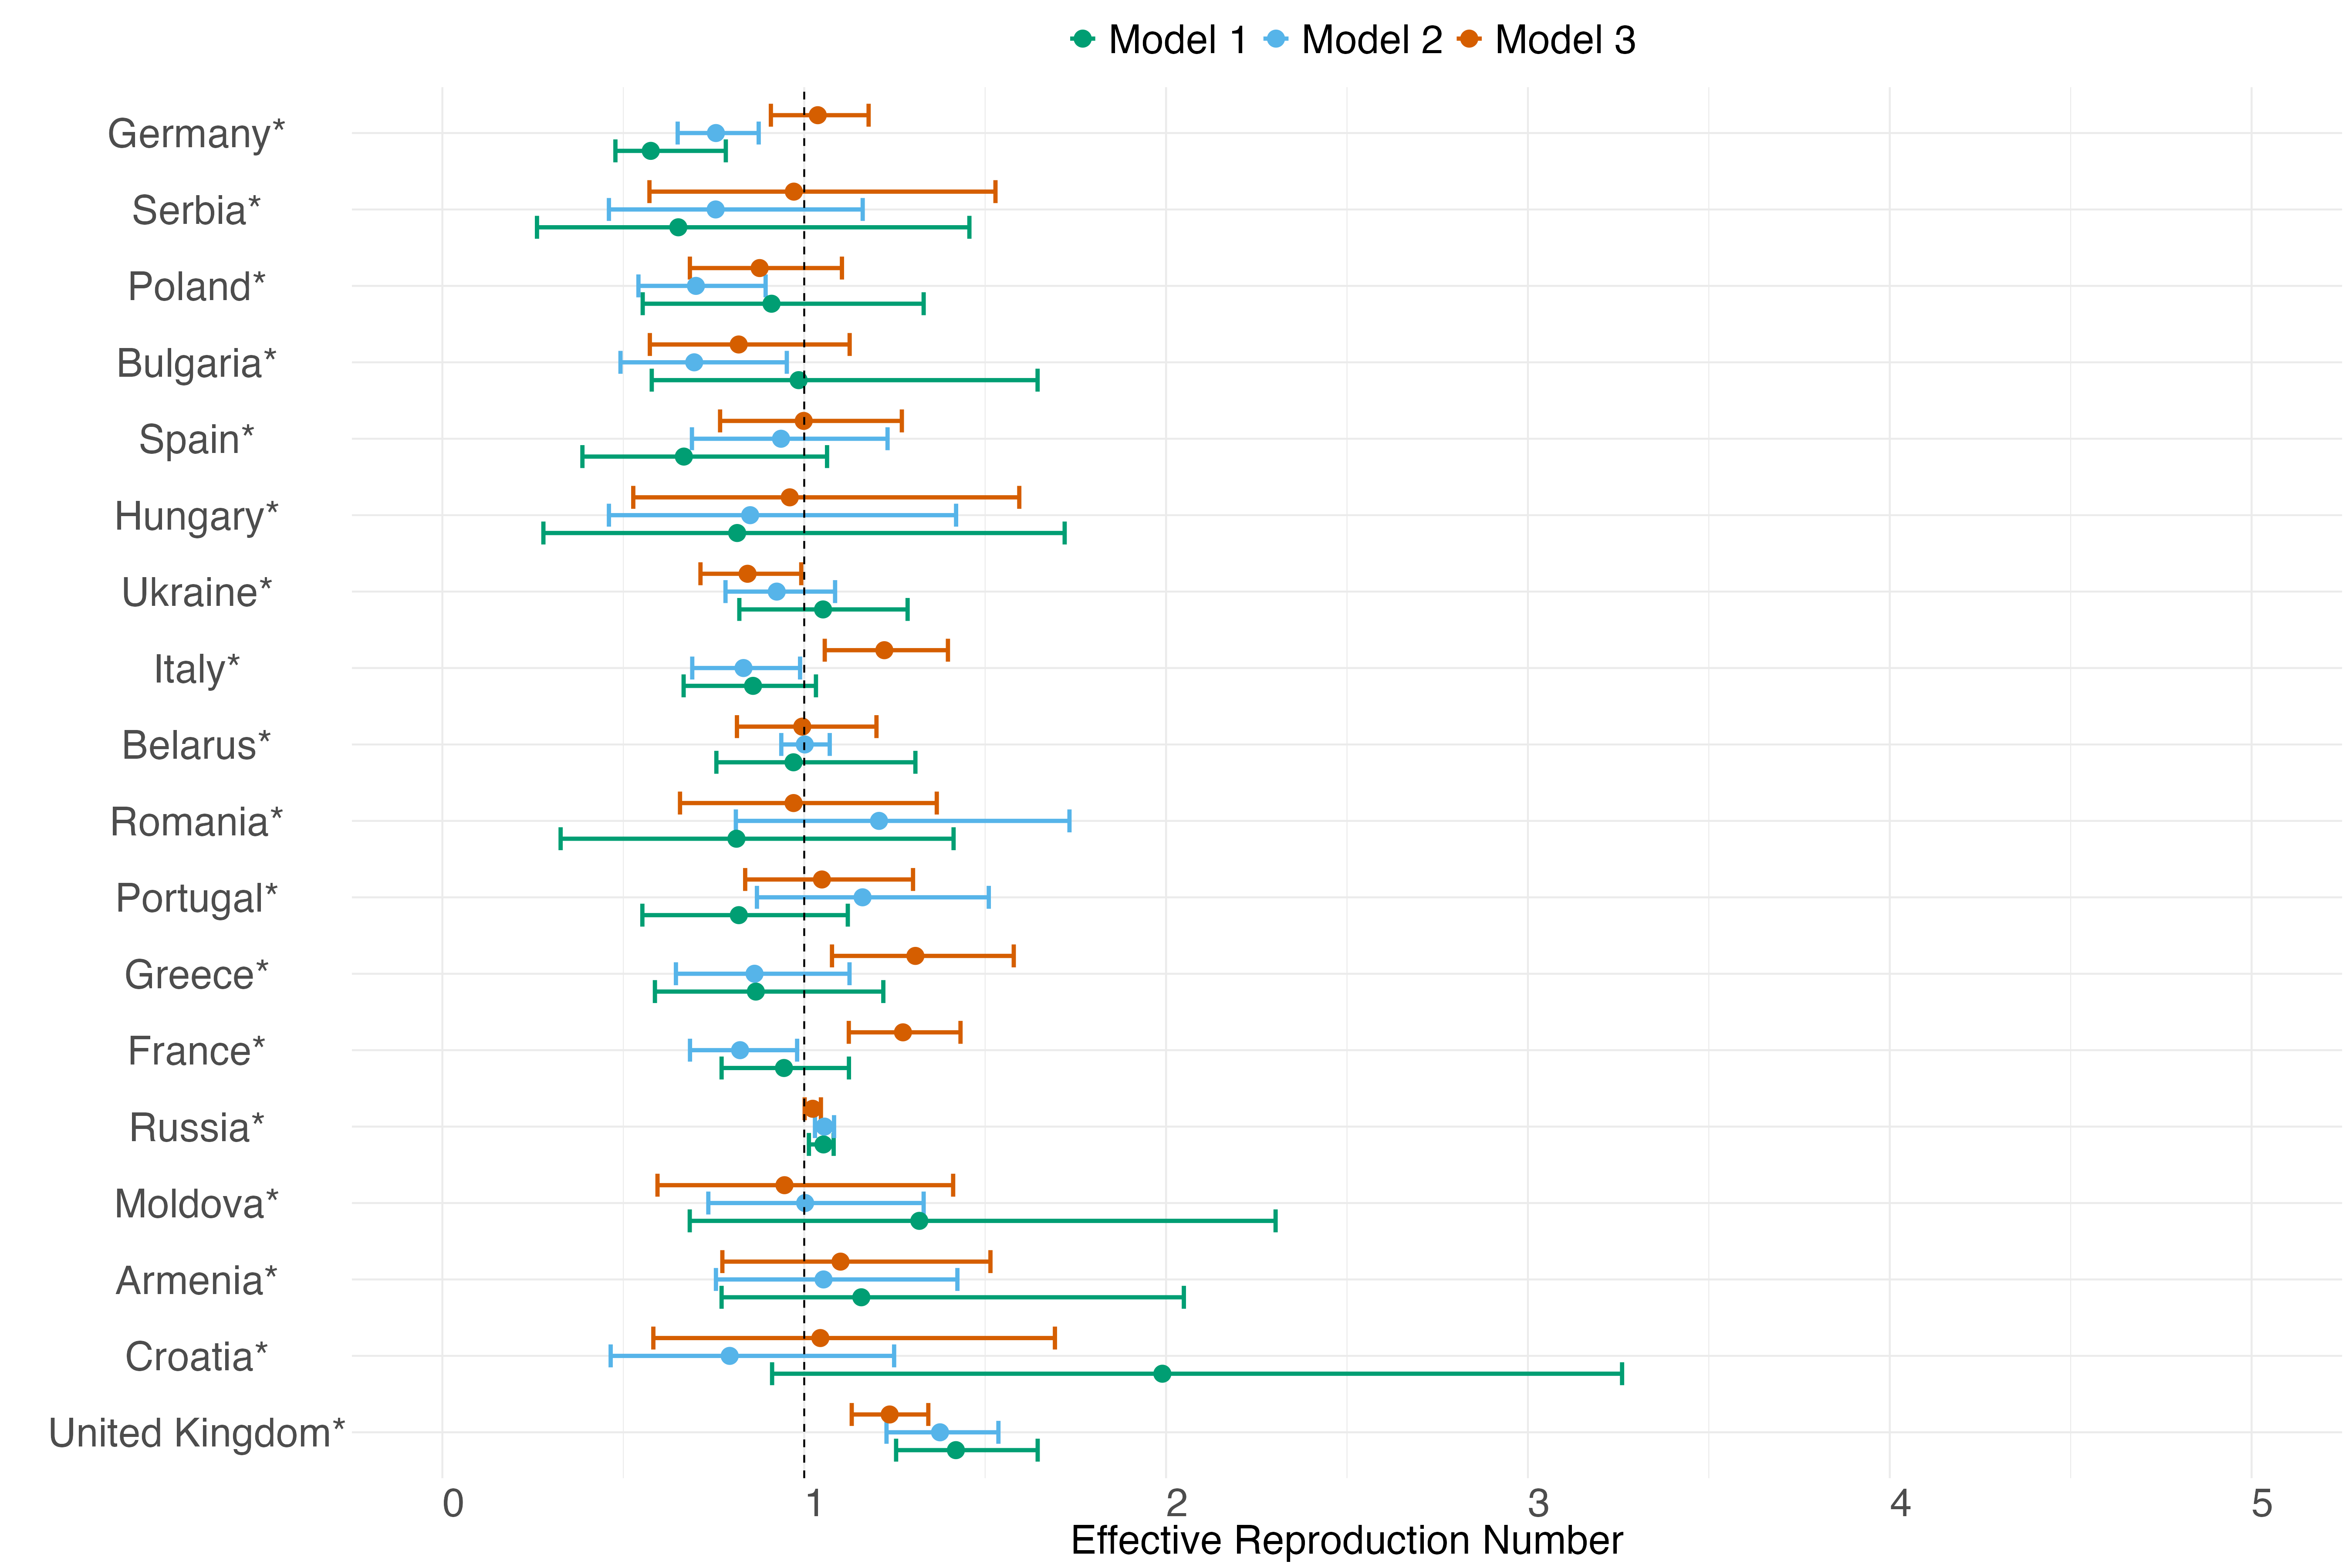 Model 1 Model 2 Model 3
Germany*
Serbia*
Poland*
Bulgaria*
Spain*
Hungary*
Ukraine*
Italy*
Belarus*
Romania*
Portugal*
Greece*
France*
Russia*
Moldova*
Armenia*
Croatia*
United Kingdom*
0 1 2 3 4 5
Effective Reproduction Number